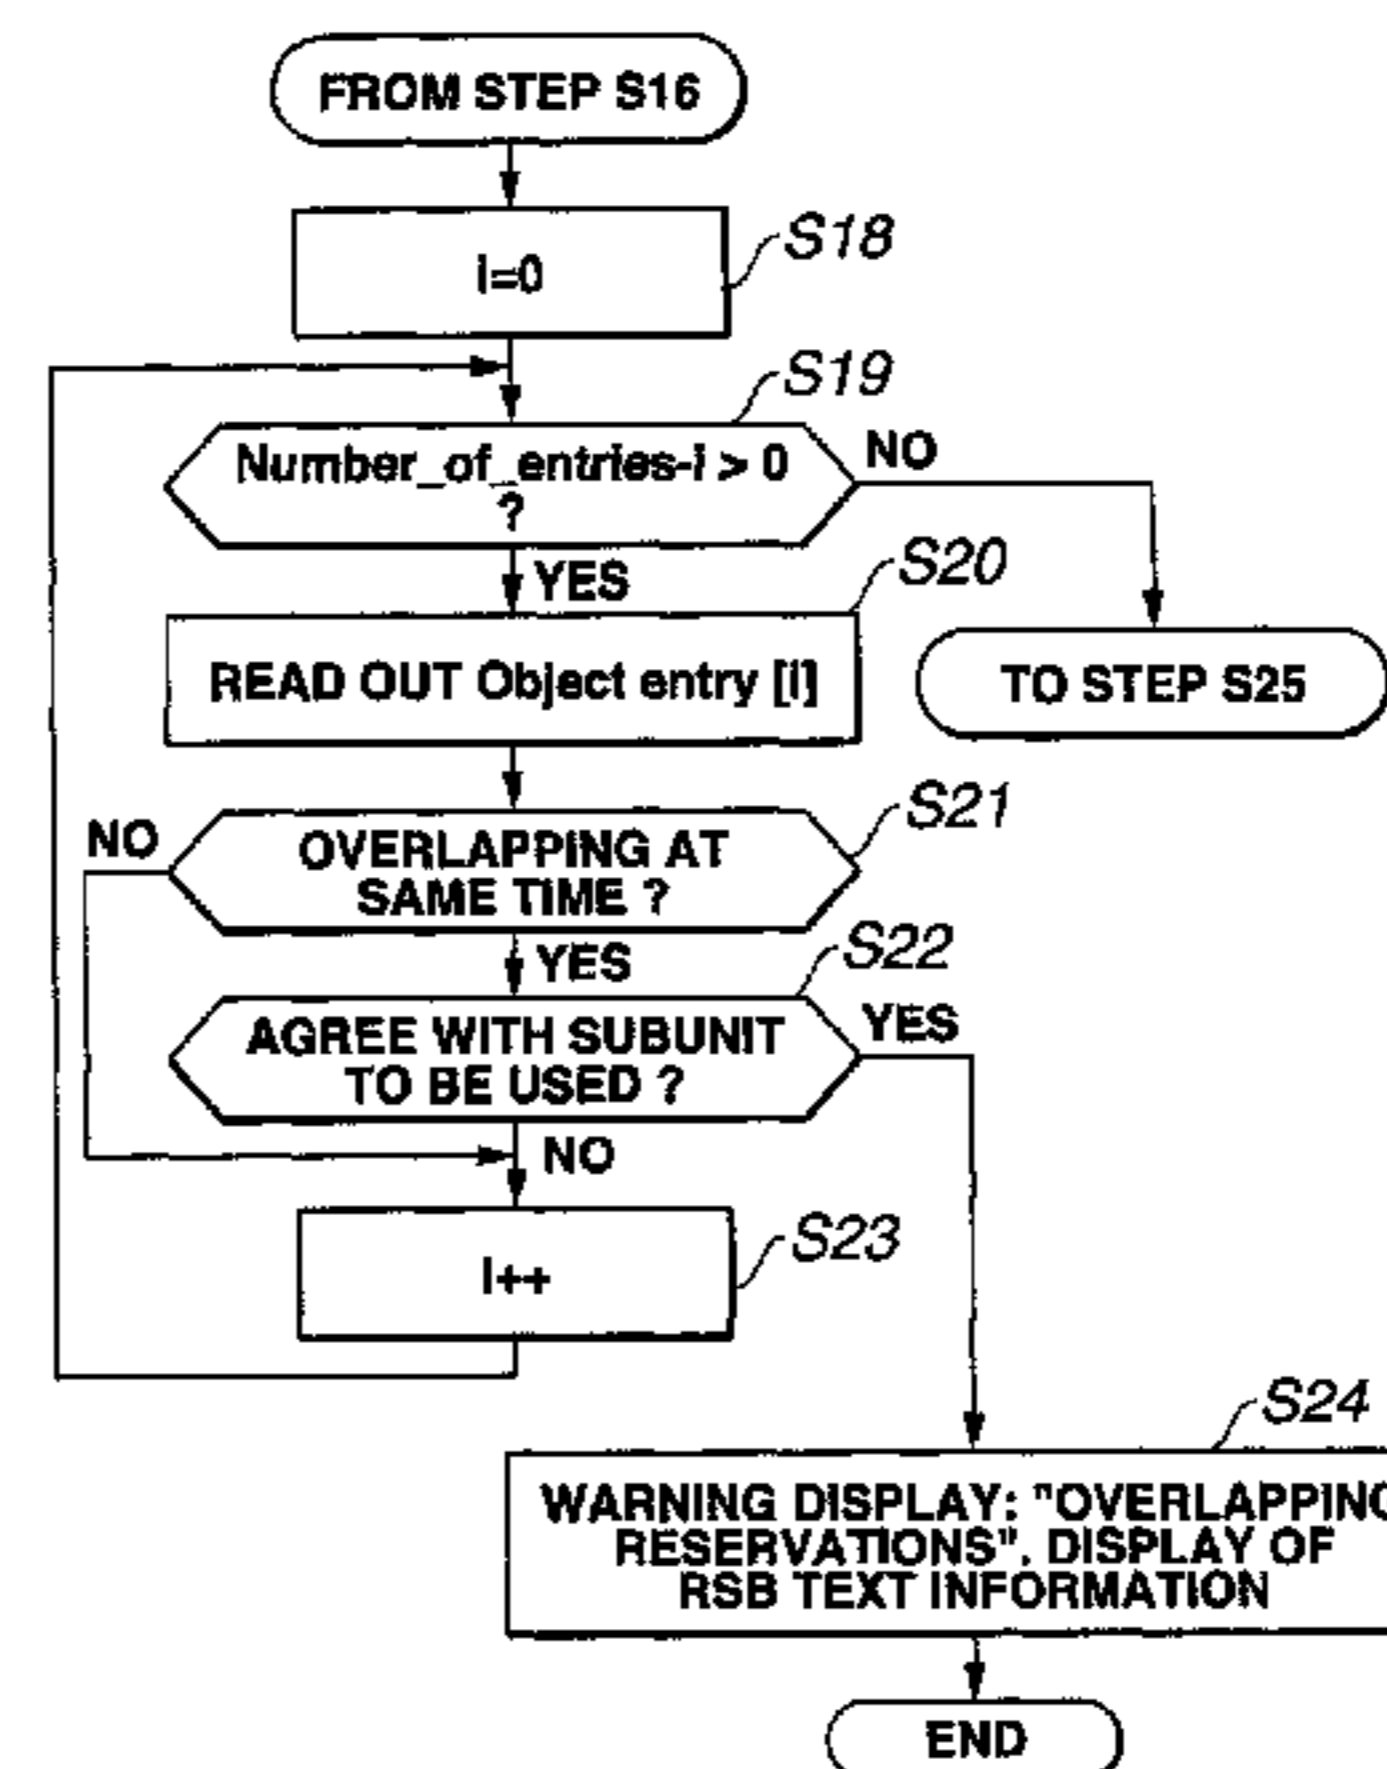 FROM STEP S16
S18
i=0
S19
Number_of_entries-i > 0
?
NO
YES
S20
READ OUT Object entry [i]
TO STEP S25
S21
NO
OVERLAPPING AT
SAME TIME ?
YES
S22
AGREE WITH SUBUNIT
TO BE USED ?
YES
NO
S23
i++
S24
WARNING DISPLAY: "OVERLAPPING
RESERVATIONS". DISPLAY OF
RSB TEXT INFORMATION
END